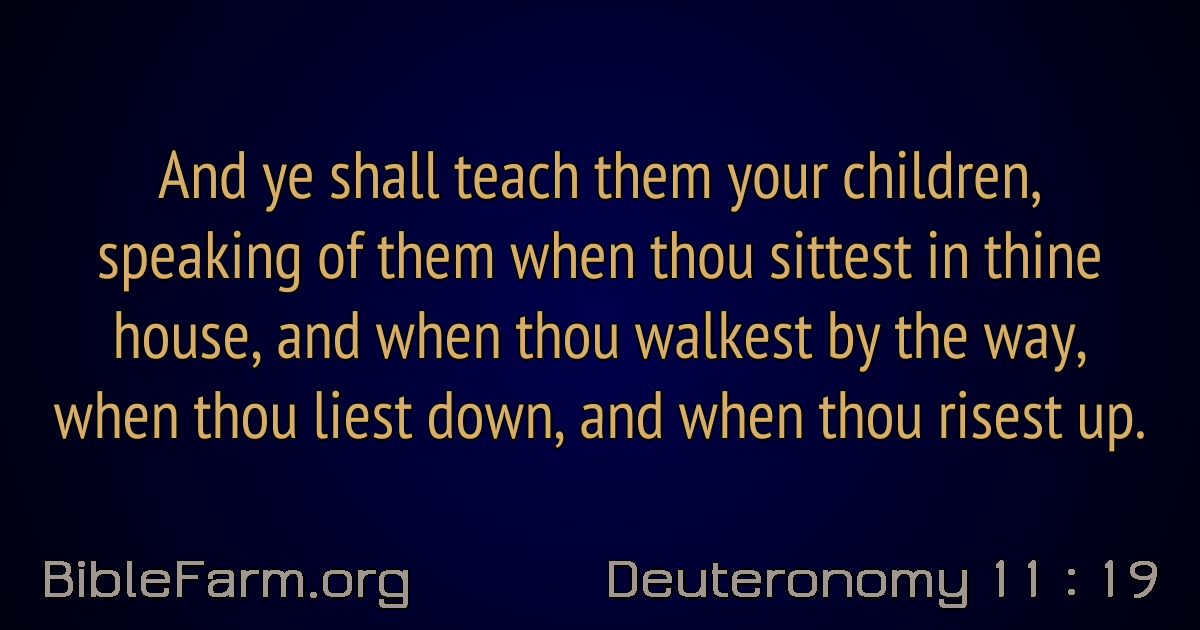 And ye shall teach them your children,
speaking of them when thou sittest in thine
house, and when thou walkest by the way,
when thou liest down, and when thou risest up.
BibleFarm.org
Deuteronomy 11 : 19